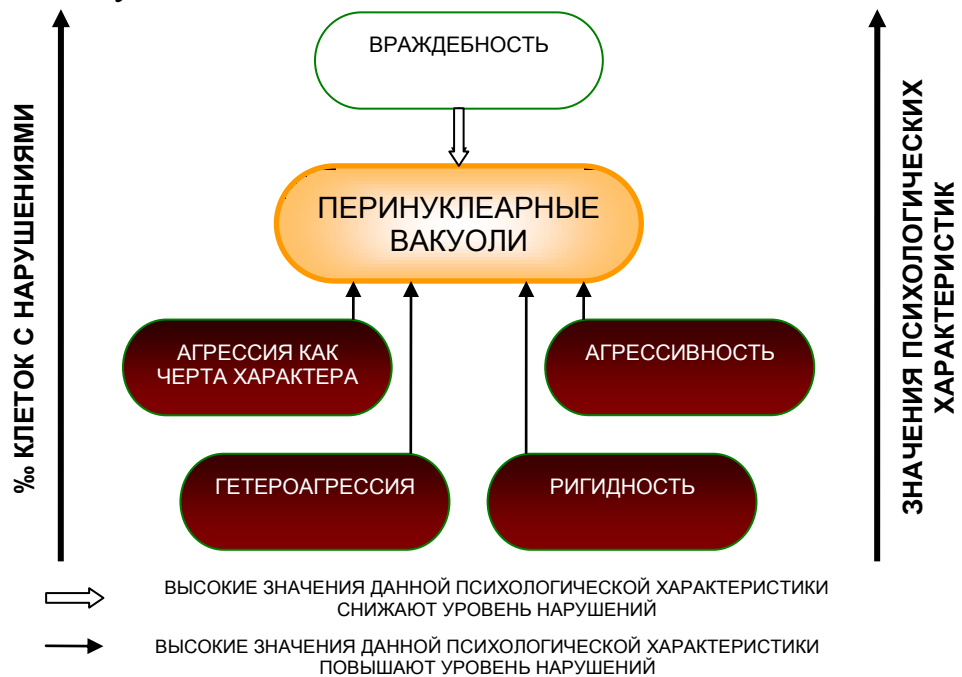 ВРАЖДЕБНОСТЬ
‰ КЛЕТОК С НАРУШЕНИЯМИ
ЗНАЧЕНИЯ ПСИХОЛОГИЧЕСКИХ
ХАРАКТЕРИСТИК
ПЕРИНУКЛЕАРНЫЕ
ВАКУОЛИ
АГРЕССИЯ КАК
ЧЕРТА ХАРАКТЕРА
АГРЕССИВНОСТЬ
ГЕТЕРОАГРЕССИЯ
РИГИДНОСТЬ
ВЫСОКИЕ ЗНАЧЕНИЯ ДАННОЙ ПСИХОЛОГИЧЕСКОЙ ХАРАКТЕРИСТИКИ
СНИЖАЮТ УРОВЕНЬ НАРУШЕНИЙ
ВЫСОКИЕ ЗНАЧЕНИЯ ДАННОЙ ПСИХОЛОГИЧЕСКОЙ ХАРАКТЕРИСТИКИ
ПОВЫШАЮТ УРОВЕНЬ НАРУШЕНИЙ